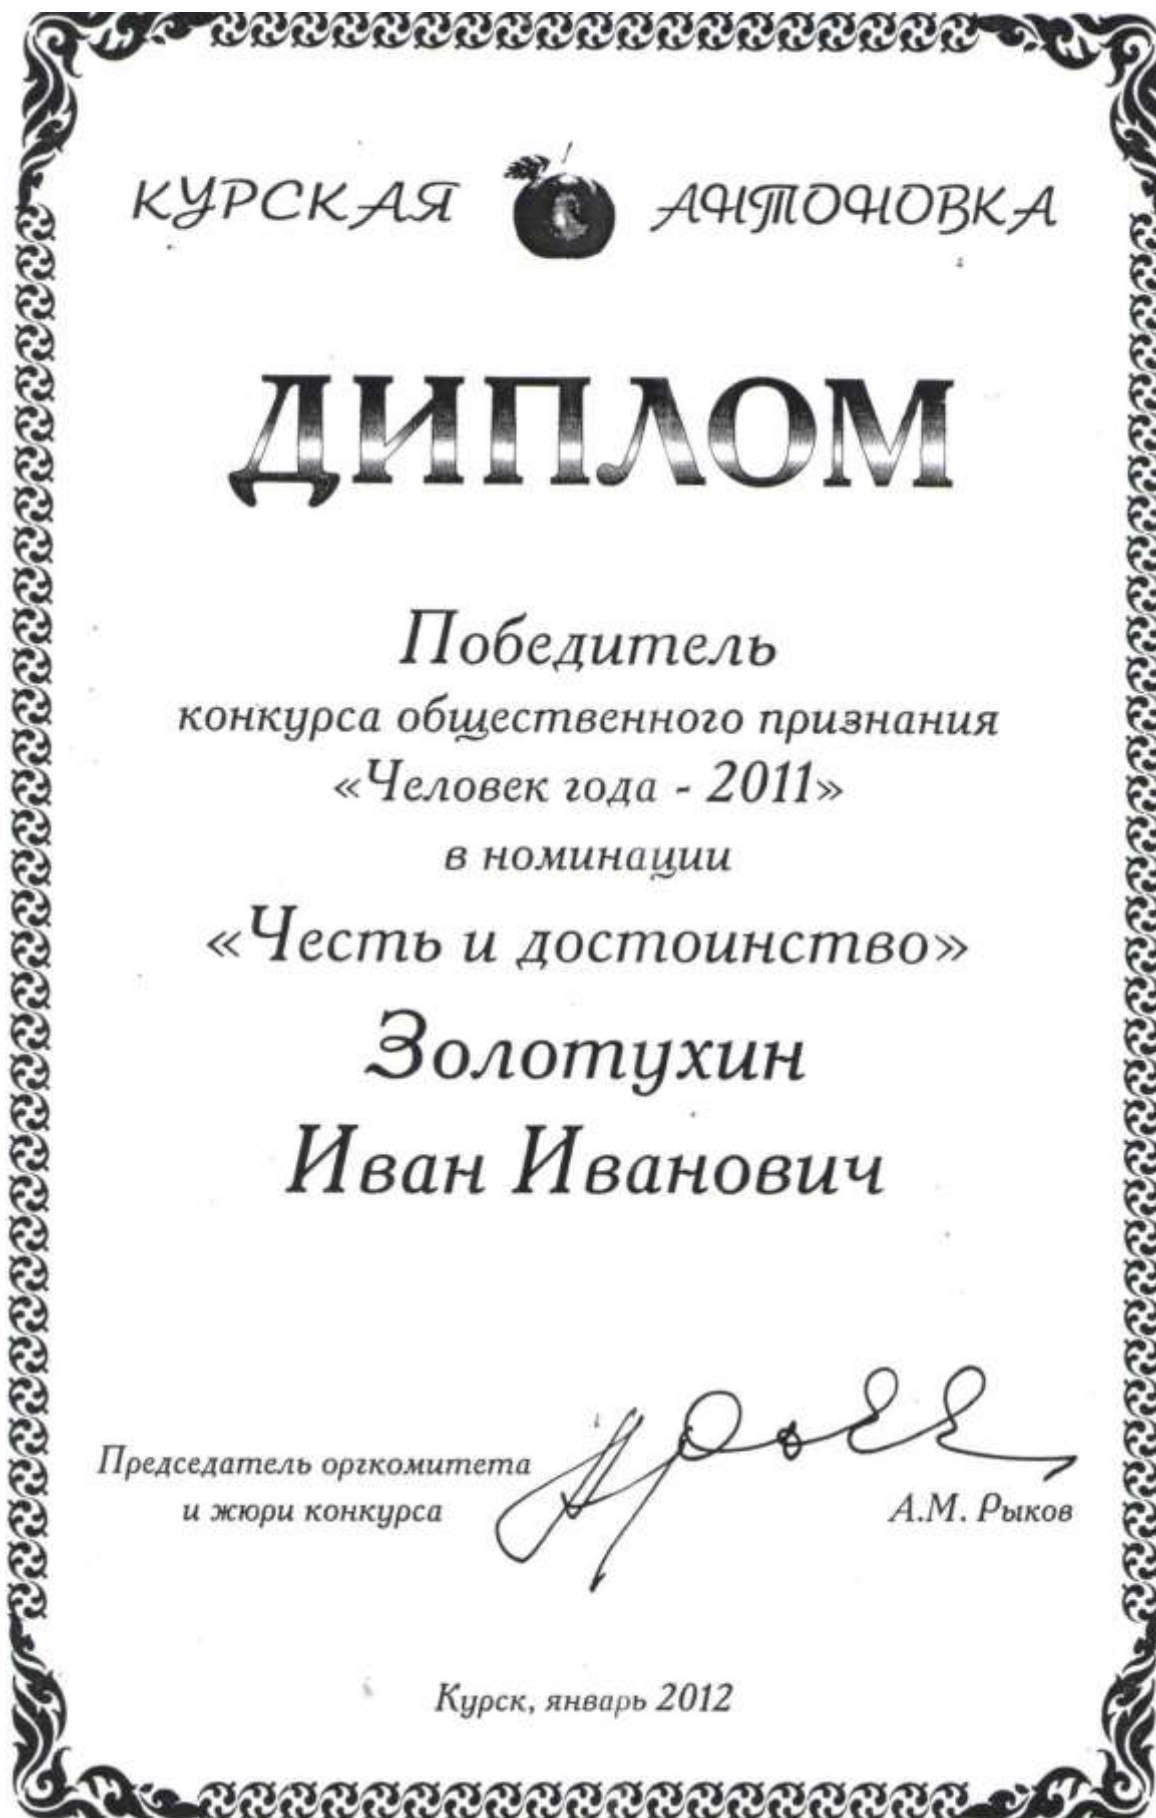 КУРСКАЯ АНТОНОВКА
ДИПЛОМ
Победитель
конкурса общественного признания
«Человек года - 2011»
в номинации
«Честь и достоинство»
Золотухин
Иван Иванович
Председатель оргкомитета
и жюри конкурса
А.М. Рыков
Курск, январь 2012